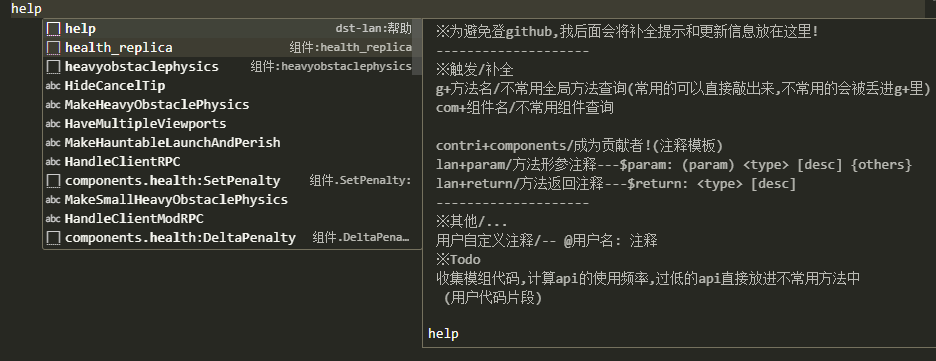 help
help dst-lan:帮助
health_replica 组件:health_replica
heavyobstaclephysics 组件:heavyobstaclephysics
abc HideCancelTip
abc MakeHeavyObstaclePhysics
abc HaveMultipleViewports
abc MakeHauntableLaunchAndPerish
abc HandleClientRPC
components.health:SetPenalty 组件.SetPenalty:
abc MakeSmallHeavyObstaclePhysics
abc HandleClientModRPC
components.health:DeltaPenalty 组件.DeltaPena…
※为避免登github,我后面会将补全提示和更新信息放在这里!
--------------------
※触发/补全
g+方法名/不常用全局方法查询(常用的可以直接敲出来,不常用的会被丢进g+里)
com+组件名/不常用组件查询
contri+components/成为贡献者!(注释模板)
lan+param/方法形参注释---$param: (param) <type> [desc] {others}
lan+return/方法返回注释---$return: <type> [desc]
--------------------
※其他/...
用户自定义注释/-- @用户名: 注释
※Todo
收集模组代码,计算api的使用频率,过低的api直接放进不常用方法中
(用户代码片段)
help